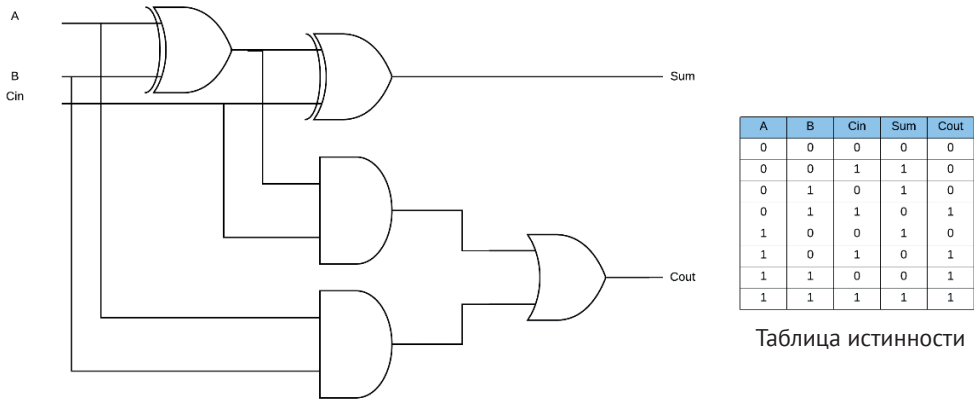 A
B
Cin
Sum
Cout
A B Cin Sum Cout
0 0 0 0 0
0 0 1 1 0
0 1 0 1 0
0 1 1 0 1
1 0 0 1 0
1 0 1 0 1
1 1 0 0 1
1 1 1 1 1
Таблица истинности